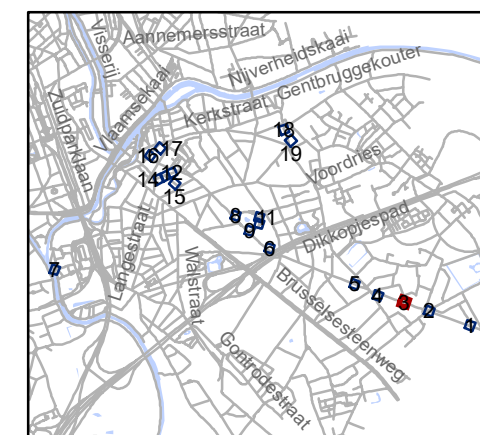 Visserij
Aannemersstraat
Nijverheidskaai
Gentbruggekouter
Vlaamsekaai
Zuidparklaan
Kerkstraat
18
19
Voordries
16
17
14
12
15
8
11
9
6
Dikkopjespad
Langestraat
Walstraat
7
Brusselsesteenweg
5
4
3
2
1
Gontrodestraat